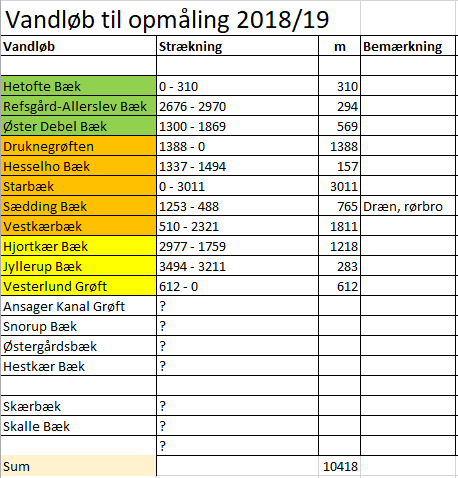 Vandløb til opmåling 2018/19
Vandløb Strækning m Bemærkning
Hetofte Bæk 0 - 310 310
Refsgård-Allerslev Bæk 2676 - 2970 294
Øster Debel Bæk 1300 - 1869 569
Druknegrøften 1388 - 0 1388
Hesselho Bæk 1337 - 1494 157
Starbæk 0 - 3011 3011
Sædding Bæk 1253 - 488 765 Dræn, rørbro
Vestkærbæk 510 - 2321 1811
Hjortkær Bæk 2977 - 1759 1218
Jyllerup Bæk 3494 - 3211 283
Vesterlund Grøft 612 - 0 612
Ansager Kanal Grøft ?
Snorup Bæk ?
Østergårdsbæk ?
Hestkær Bæk ?
Skærbæk ?
Skalle Bæk ?
?
Sum 10418